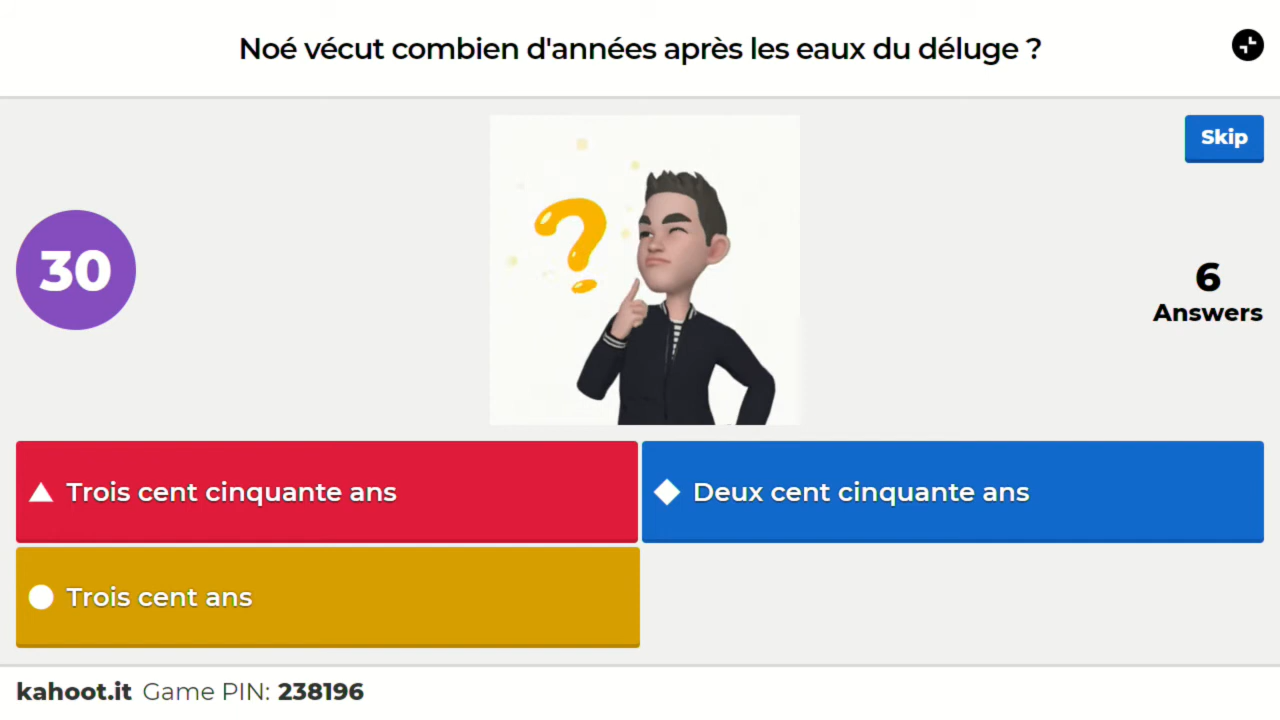 Noé vécut combien d'années après les eaux du déluge ?
Skip
30
6
Answers
Trois cent cinquante ans
Deux cent cinquante ans
Trois cent ans
kahoot.it Game PIN: 238196